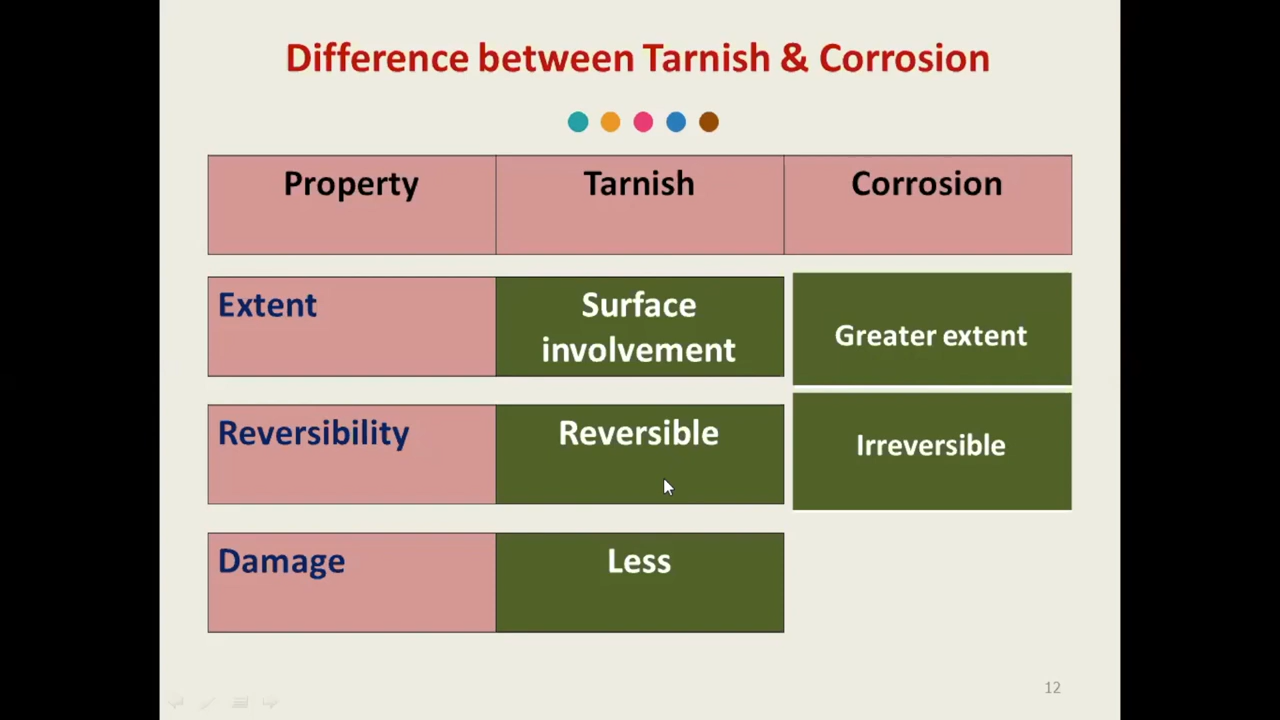 Difference between Tarnish & Corrosion
Property
Tarnish
Corrosion
Extent
Surface
involvement
Greater extent
Reversibility
Reversible
Irreversible
Damage
Less
12